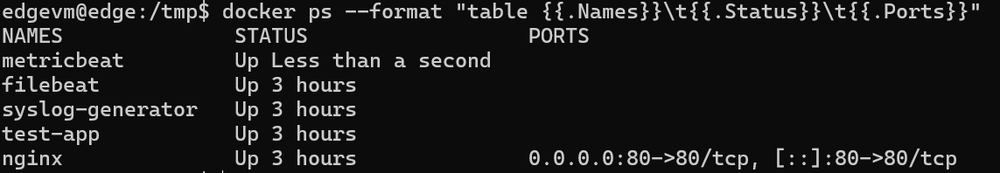 edgevm@edge:/tmp$ docker ps --format "table {{.Names}}\t{{.Status}}\t{{.Ports}}"
NAMES              STATUS                  PORTS
metricbeat         Up Less than a second
filebeat           Up 3 hours
syslog-generator   Up 3 hours
test-app           Up 3 hours
nginx              Up 3 hours              0.0.0.0:80->80/tcp, [::]:80->80/tcp